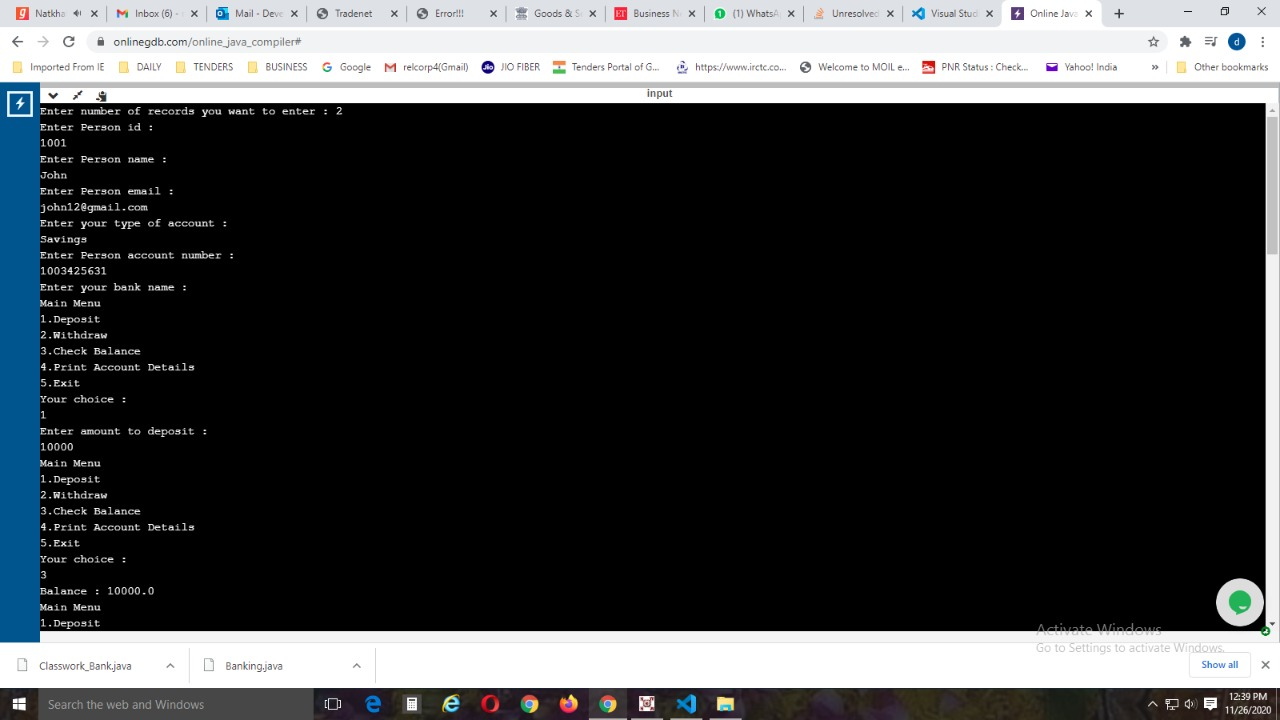 Natkha
Inbox (6) -
Mail - Deve
Tradenet
Error!!!
Goods & Se
Business N
(1) WhatsA
Unresolved
Visual Stud
Online Java
onlinegdb.com/online_java_compiler#
d
Imported From IE
DAILY
TENDERS
BUSINESS
Google
relcorp4(Gmail)
JIO FIBER
Tenders Portal of G...
https://www.irctc.co...
Welcome to MOIL e...
PNR Status : Check...
Yahoo! India
»
Other bookmarks
input
Enter number of records you want to enter : 2
Enter Person id :
1001
Enter Person name :
John
Enter Person email :
john12@gmail.com
Enter your type of account :
Savings
Enter Person account number :
1003425631
Enter your bank name :
Main Menu
1.Deposit
2.Withdraw
3.Check Balance
4.Print Account Details
5.Exit
Your choice :
1
Enter amount to deposit :
10000
Main Menu
1.Deposit
2.Withdraw
3.Check Balance
4.Print Account Details
5.Exit
Your choice :
3
Balance : 10000.0
Main Menu
1.Deposit
Activate Windows
Go to Settings to activate Windows.
Classwork_Bank.java
Banking.java
Show all
Search the web and Windows
12:39 PM
11/26/2020